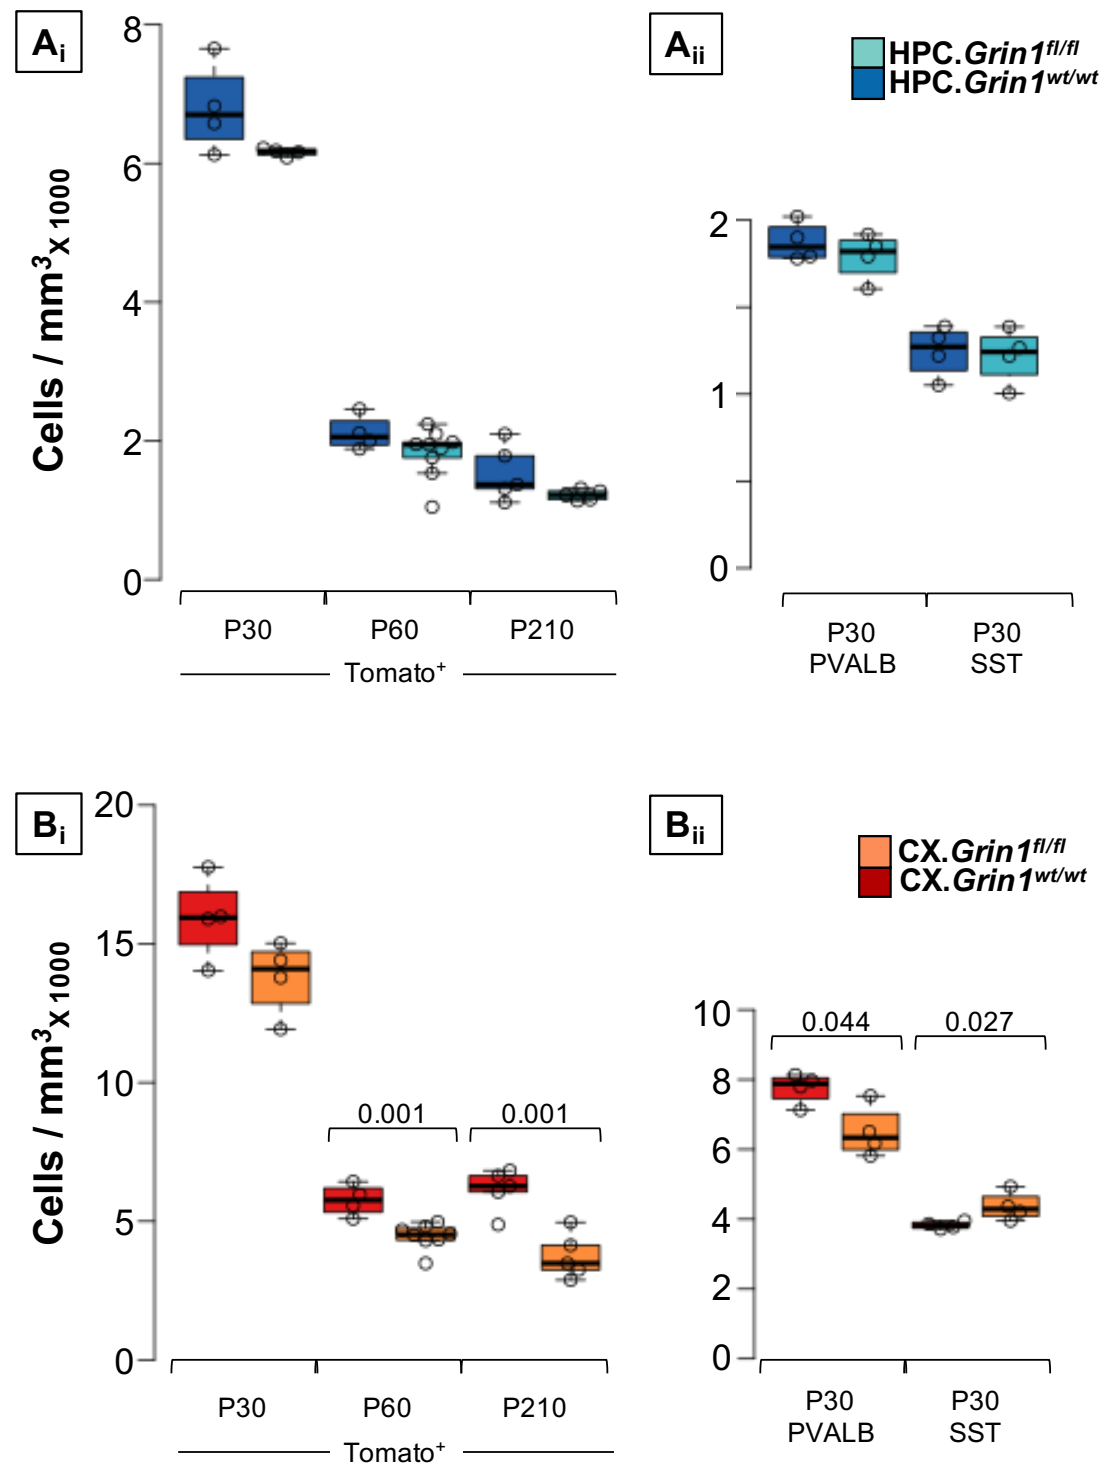 Ai
Cells / mm³ x 1000
8
6
4
2
0
P30 P60 P210
Tomato⁺
Aii
HPC.Grin1fl/fl
HPC.Grin1wt/wt
2
1
0
P30 P30
PVALB SST
Bi
Cells / mm³ x 1000
20
15
10
5
0
0.001 0.001
P30 P60 P210
Tomato⁺
Bii
CX.Grin1fl/fl
CX.Grin1wt/wt
10
8
6
4
2
0
0.044 0.027
P30 P30
PVALB SST